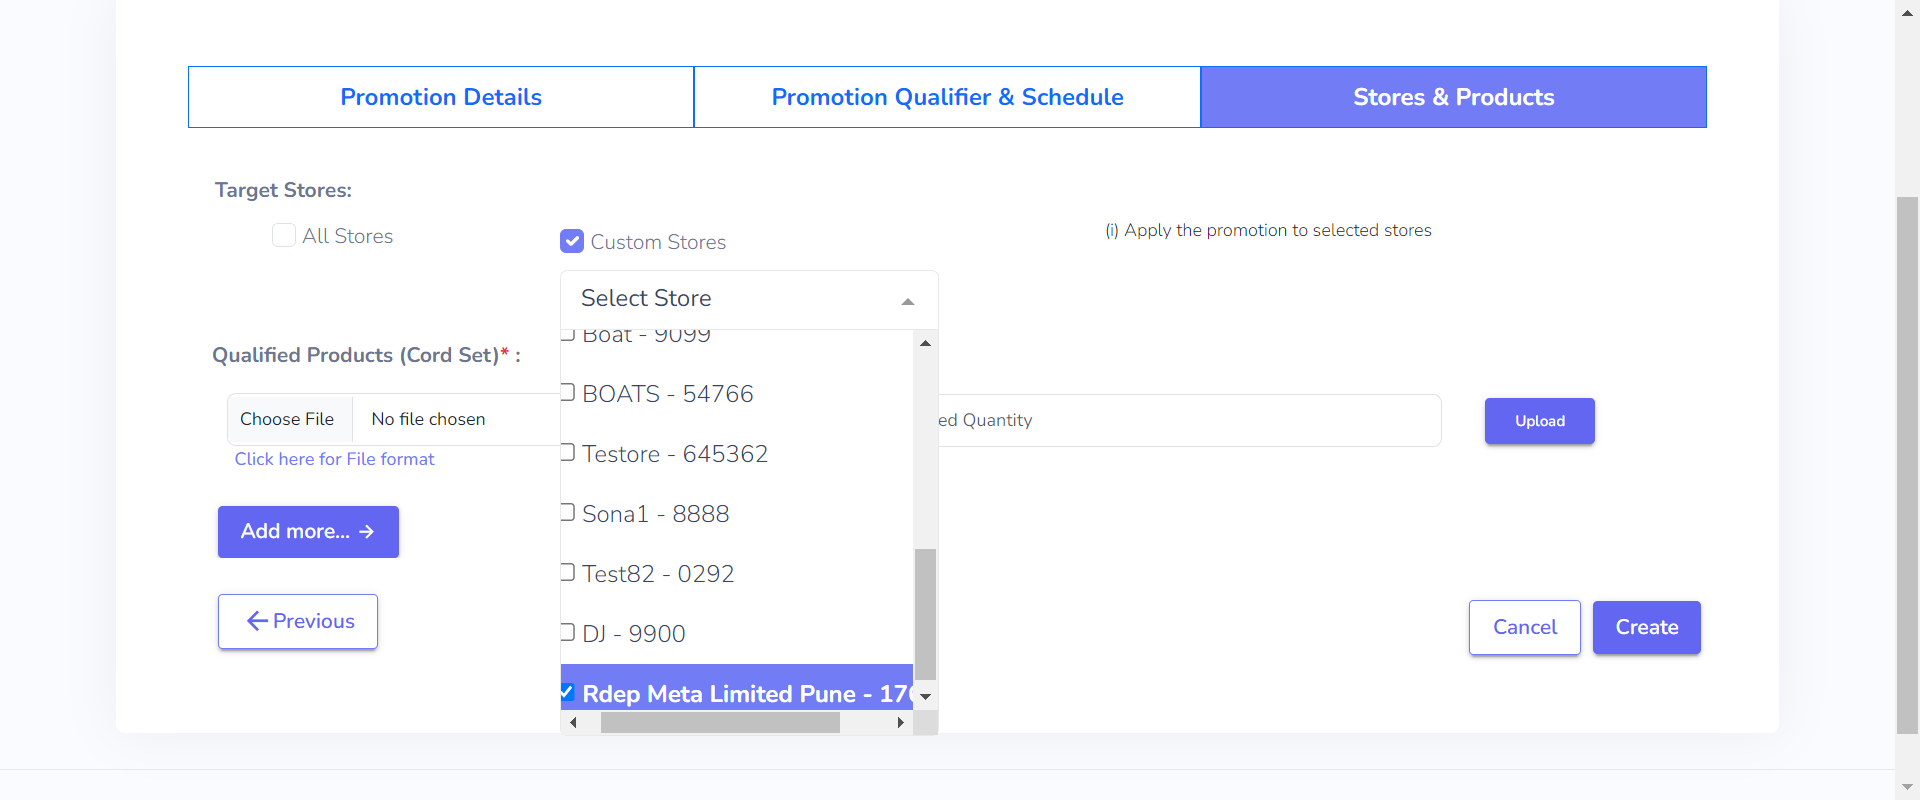 Promotion Details
Promotion Qualifier & Schedule
Stores & Products
Target Stores:
All Stores
Custom Stores
(i) Apply the promotion to selected stores
Select Store
Boat - 9099
Qualified Products (Cord Set)* :
BOATS - 54766
Choose File No file chosen
Quantity
Upload
Click here for File format
Testore - 645362
Sona1 - 8888
Add more...
Test82 - 0292
Previous
DJ - 9900
Cancel
Create
Rdep Meta Limited Pune -